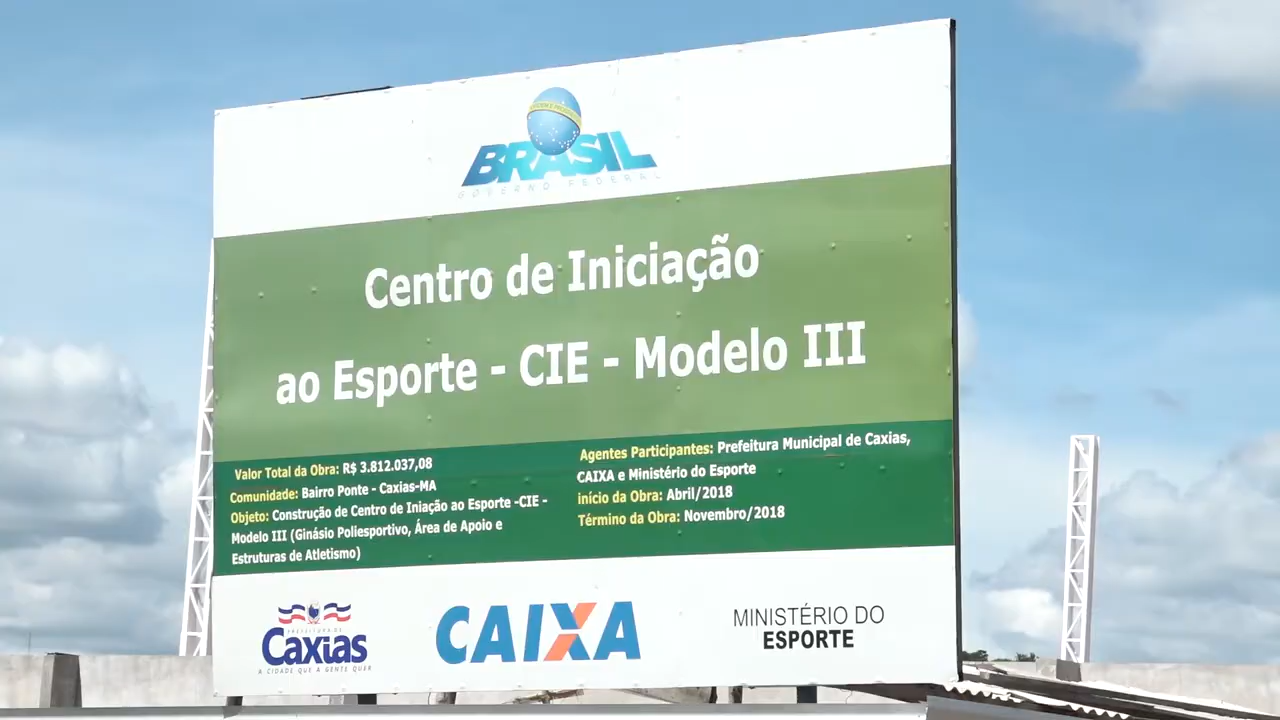 BRASIL
GOVERNO FEDERAL
Centro de Iniciação
ao Esporte - CIE - Modelo III
Valor Total da Obra: R$ 3.812.037,08
Comunidade: Bairro Ponte - Caxias-MA
Objeto: Construção de Centro de Iniação ao Esporte -CIE -
Modelo III (Ginásio Poliesportivo, Área de Apoio e
Estruturas de Atletismo)
Agentes Participantes: Prefeitura Municipal de Caxias,
CAIXA e Ministério do Esporte
início da Obra: Abril/2018
Término da Obra: Novembro/2018
PREFEITURA DE
Caxias
A CIDADE QUE A GENTE QUER
CAIXA
MINISTÉRIO DO
ESPORTE